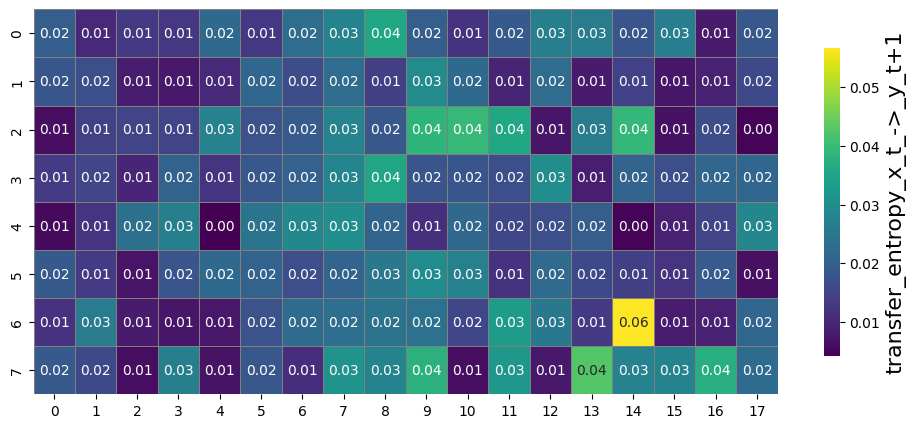 0 0.02 0.01 0.01 0.01 0.02 0.01 0.02 0.03 0.04 0.02 0.01 0.02 0.03 0.03 0.02 0.03 0.01 0.02
1 0.02 0.02 0.01 0.01 0.01 0.02 0.02 0.02 0.01 0.03 0.02 0.01 0.02 0.01 0.01 0.01 0.01 0.02
2 0.01 0.01 0.01 0.01 0.03 0.02 0.02 0.03 0.02 0.04 0.04 0.04 0.01 0.03 0.04 0.01 0.02 0.00
3 0.01 0.02 0.01 0.02 0.01 0.02 0.02 0.03 0.04 0.02 0.02 0.02 0.03 0.01 0.02 0.02 0.02 0.02
4 0.01 0.01 0.02 0.03 0.00 0.02 0.03 0.03 0.02 0.01 0.02 0.02 0.02 0.02 0.00 0.01 0.01 0.03
5 0.02 0.01 0.01 0.02 0.02 0.02 0.02 0.02 0.03 0.03 0.03 0.01 0.02 0.02 0.01 0.01 0.02 0.01
6 0.01 0.03 0.01 0.01 0.01 0.02 0.02 0.02 0.02 0.02 0.02 0.03 0.03 0.01 0.06 0.01 0.01 0.02
7 0.02 0.02 0.01 0.03 0.01 0.02 0.01 0.03 0.03 0.04 0.01 0.03 0.01 0.04 0.03 0.03 0.04 0.02
0 1 2 3 4 5 6 7 8 9 10 11 12 13 14 15 16 17
0.05
0.04
0.03
0.02
0.01
transfer_entropy_x_t_->_y_t+1